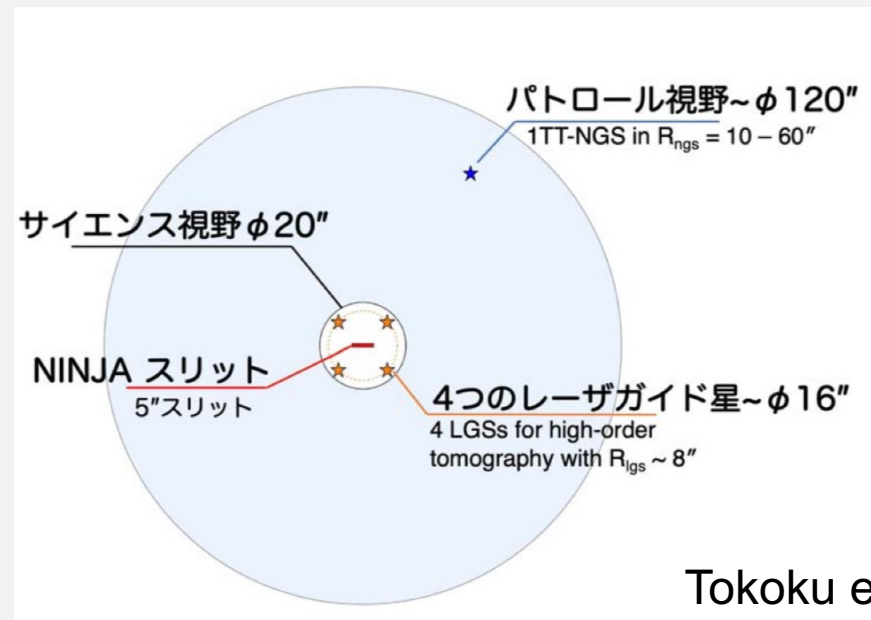 パトロール視野~φ120″
1TT-NGS in Rngs = 10 – 60″
サイエンス視野φ20″
NINJA スリット
5″スリット
4つのレーザガイド星~φ16″
4 LGSs for high-order
tomography with Rlgs ~ 8″
Tokoku e